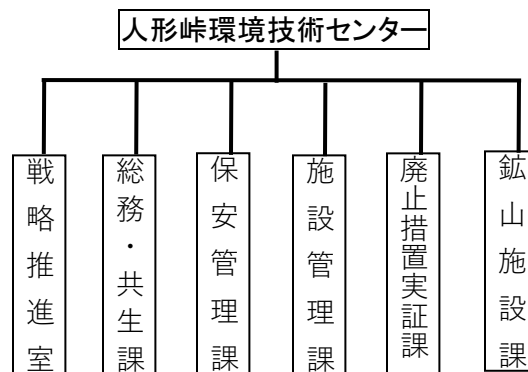 人形峠環境技術センター
戦略推進室
総務・共生課
保安管理課
施設管理課
廃止措置実証課
鉱山施設課